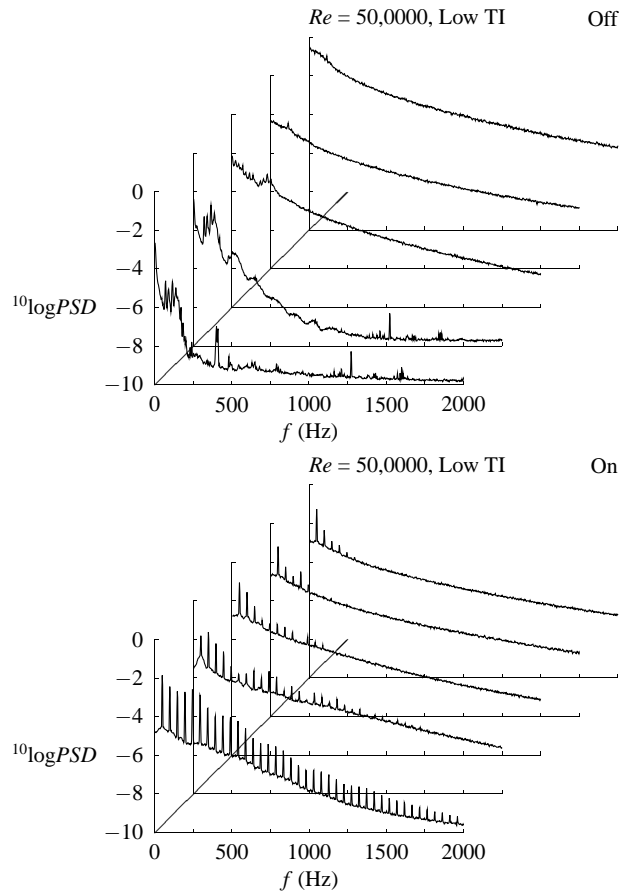 Re = 50,0000, Low TI Off
0
−2
−4
−6
−8
−10
¹⁰logPSD
0 500 1000 1500 2000
f (Hz)
Re = 50,0000, Low TI On
0
−2
−4
−6
−8
−10
¹⁰logPSD
0 500 1000 1500 2000
f (Hz)